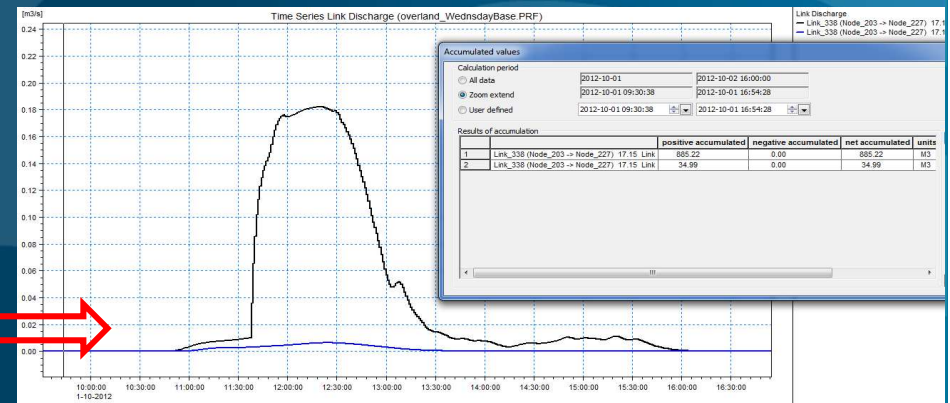 [m3/s]
Time Series Link Discharge (overland_WednsdayBase.PRF)
Link Discharge
Link_338 (Node_203 -> Node_227) 17.1
Link_338 (Node_203 -> Node_227) 17.1
0.24
0.22
0.20
0.18
0.16
0.14
0.12
0.10
0.08
0.06
0.04
0.02
0.00
10:00:00 10:30:00 11:00:00 11:30:00 12:00:00 12:30:00 13:00:00 13:30:00 14:00:00 14:30:00 15:00:00 15:30:00 16:00:00 16:30:00
1-10-2012
Accumulated values
Calculation period
All data 2012-10-01 2012-10-02 16:00:00
Zoom extend 2012-10-01 09:30:38 2012-10-01 16:54:28
User defined 2012-10-01 09:30:38 2012-10-01 16:54:28
Results of accumulation
positive accumulated negative accumulated net accumulated units
1 Link_338 (Node_203 -> Node_227) 17.15 Link 885.22 0.00 885.22 M3
2 Link_338 (Node_203 -> Node_227) 17.15 Link 34.99 0.00 34.99 M3